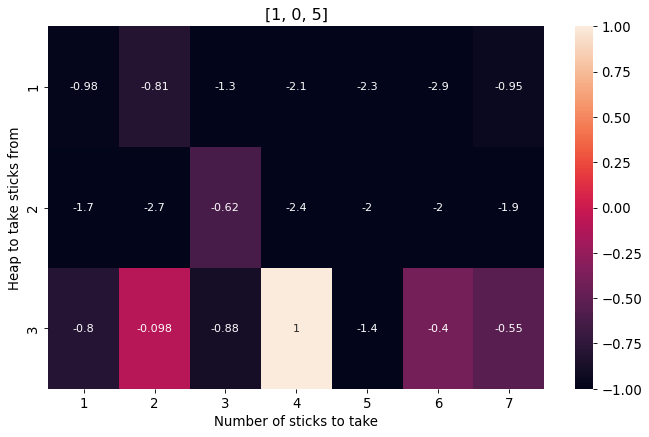 [1, 0, 5]
Heap to take sticks from
1
-0.98 -0.81 -1.3 -2.1 -2.3 -2.9 -0.95
2
-1.7 -2.7 -0.62 -2.4 -2 -2 -1.9
3
-0.8 -0.098 -0.88 1 -1.4 -0.4 -0.55
1 2 3 4 5 6 7
Number of sticks to take
1.00
0.75
0.50
0.25
0.00
−0.25
−0.50
−0.75
−1.00